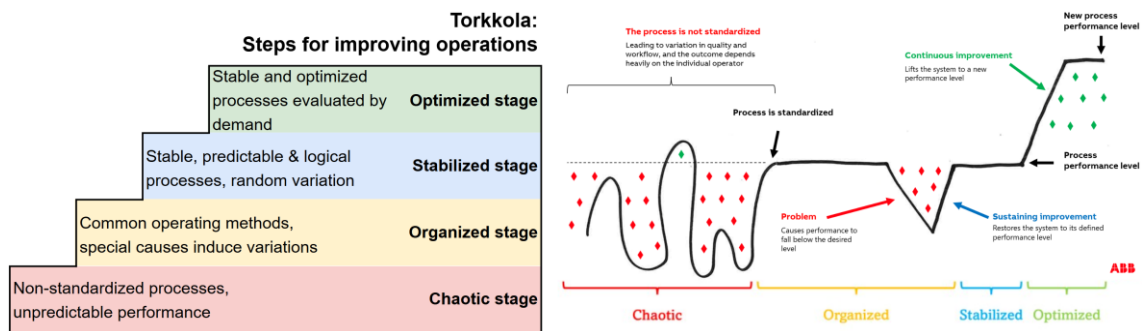 Torkkola:
Steps for improving operations
Stable and optimized
processes evaluated by
demand
Optimized stage
Stable, predictable & logical
processes, random variation
Stabilized stage
Common operating methods,
special causes induce variations
Organized stage
Non-standardized processes,
unpredictable performance
Chaotic stage
The process is not standardized
Leading to variation in quality and
workflow, and the outcome depends
heavily on the individual operator
Process is standardized
New process
performance level
Continuous improvement
Lifts the system to a new
performance level
Process
performance level
Problem
Causes performance to
fall below the desired
level
Sustaining improvement
Restores the system to its defined
performance level
ABB
Chaotic
Organized
Stabilized
Optimized